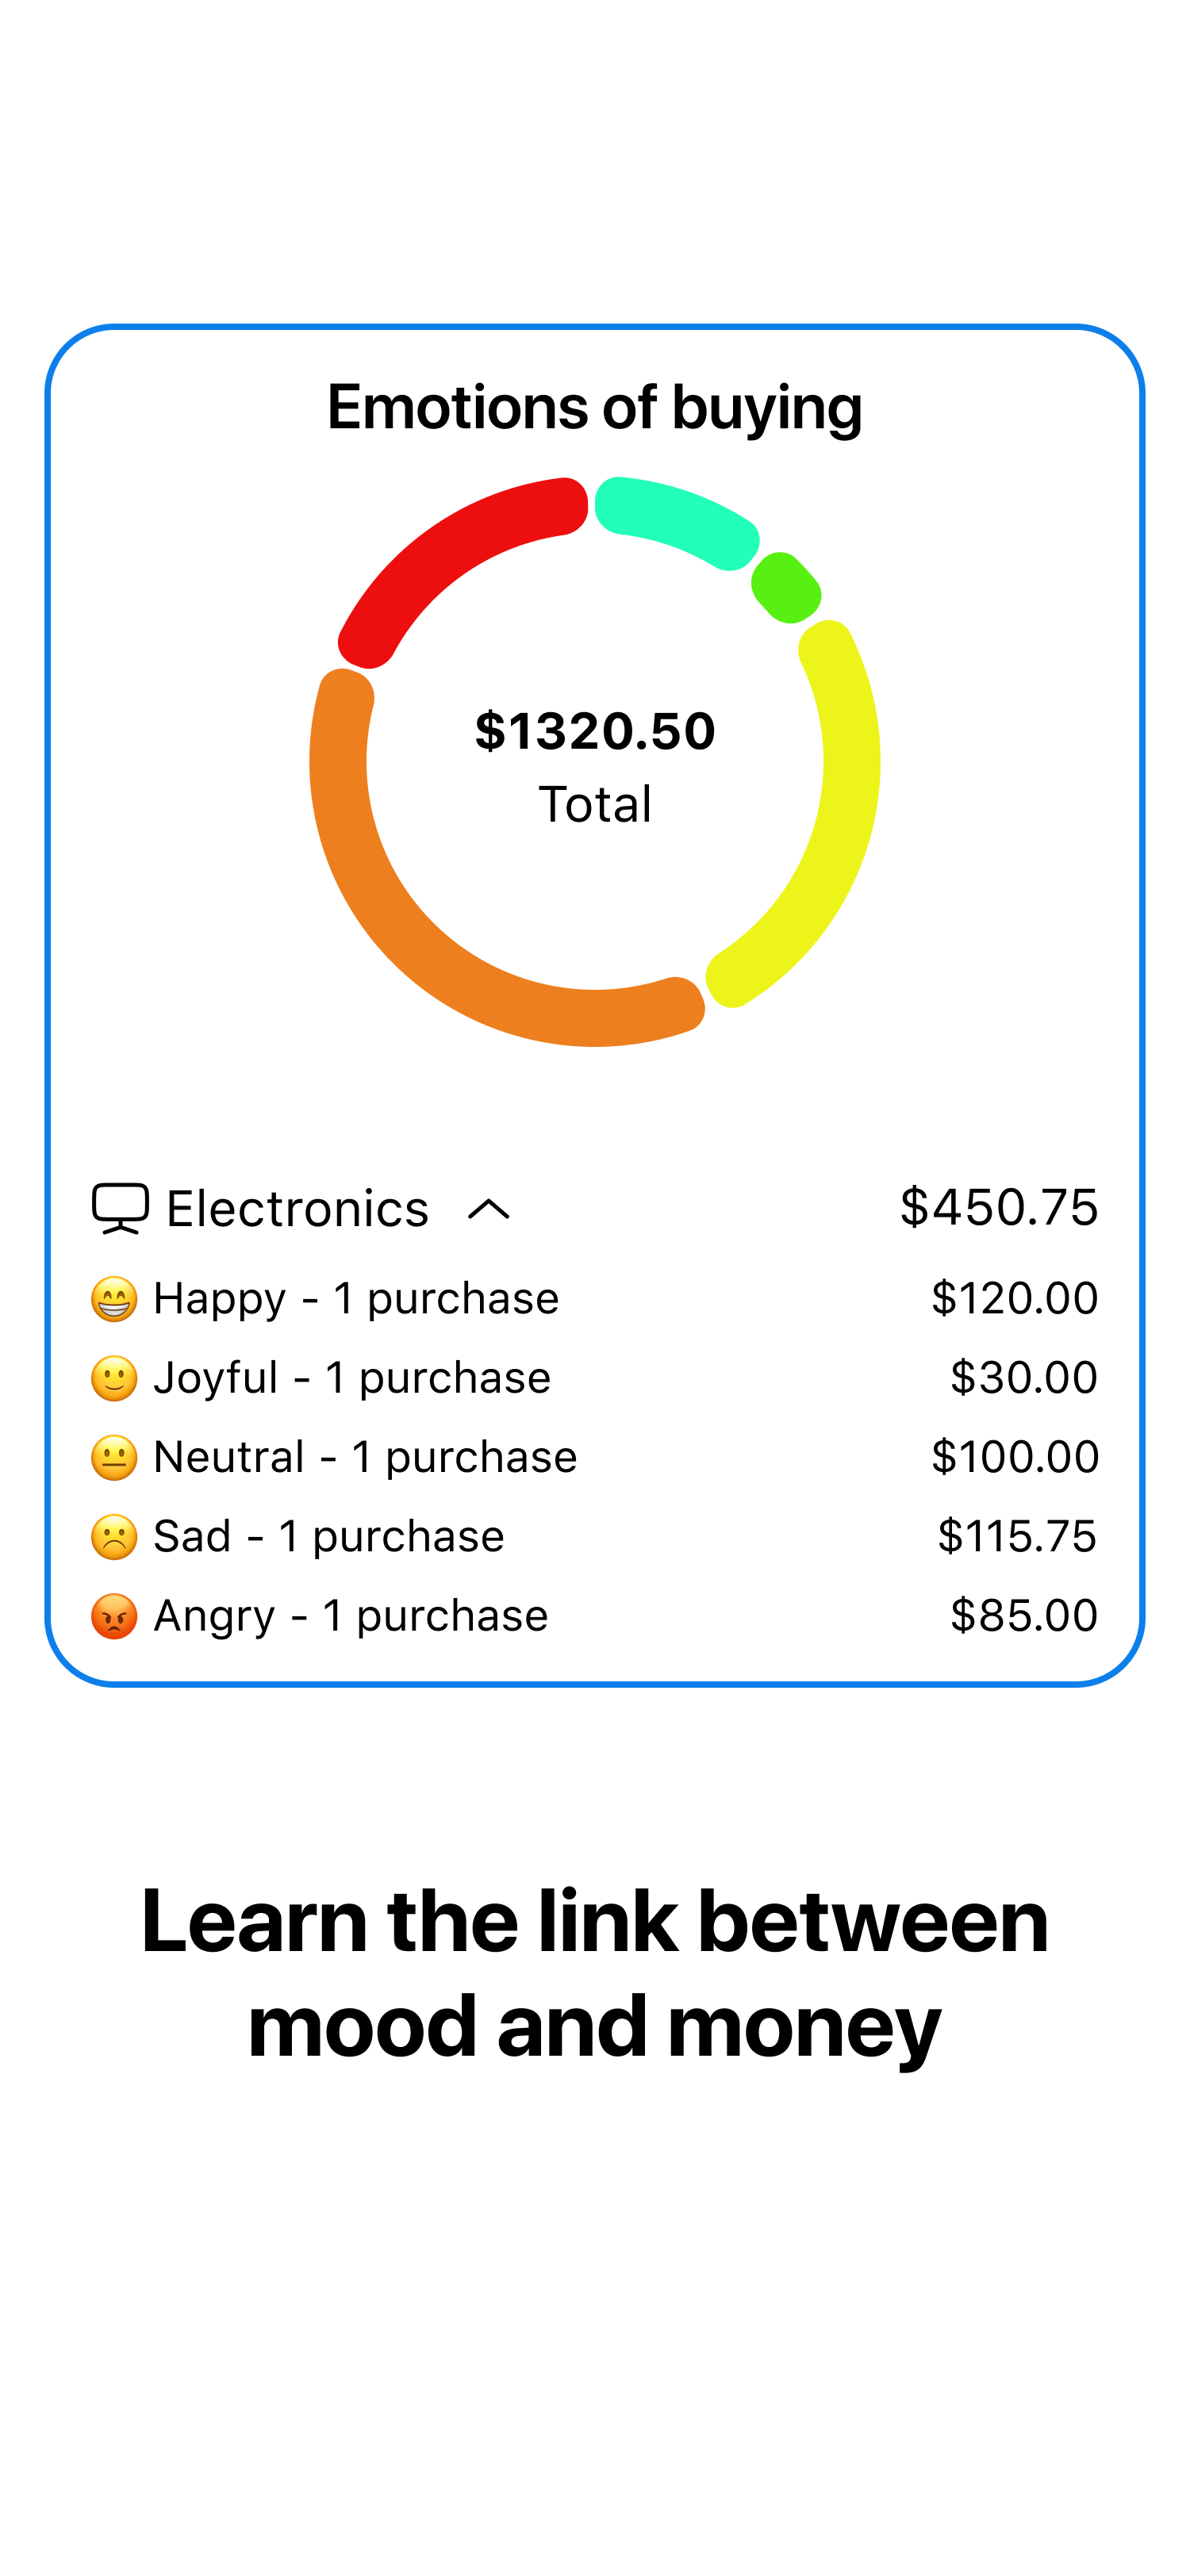 Emotions of buying
$1320.50
Total
Electronics $450.75
Happy - 1 purchase $120.00
Joyful - 1 purchase $30.00
Neutral - 1 purchase $100.00
Sad - 1 purchase $115.75
Angry - 1 purchase $85.00
Learn the link between
mood and money